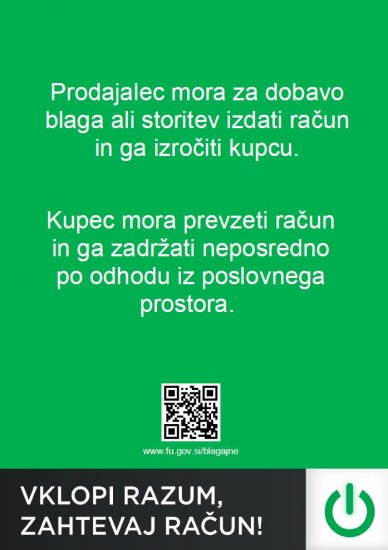 Prodajalec mora za dobavo
blaga ali storitev izdati račun
in ga izročiti kupcu.
Kupec mora prevzeti račun
in ga zadržati neposredno
po odhodu iz poslovnega
prostora.
www.fu.gov.si/blagajne
VKLOPI RAZUM,
ZAHTEVAJ RAČUN!